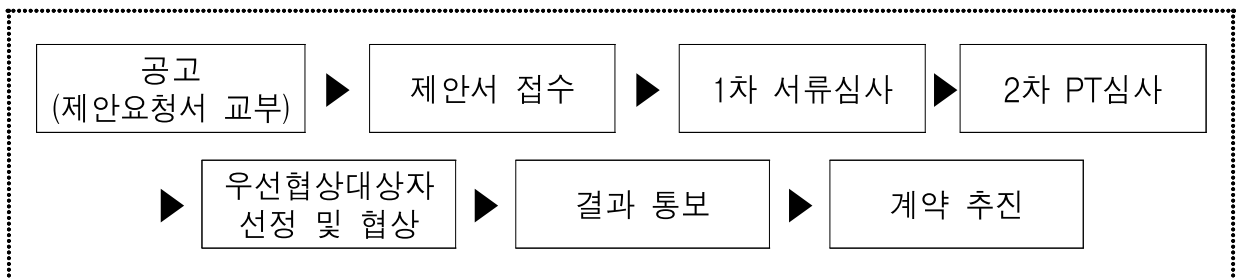 공고
(제안요청서 교부)
▶
제안서 접수
▶
1차 서류심사
▶
2차 PT심사
▶
우선협상대상자
선정 및 협상
▶
결과 통보
▶
계약 추진